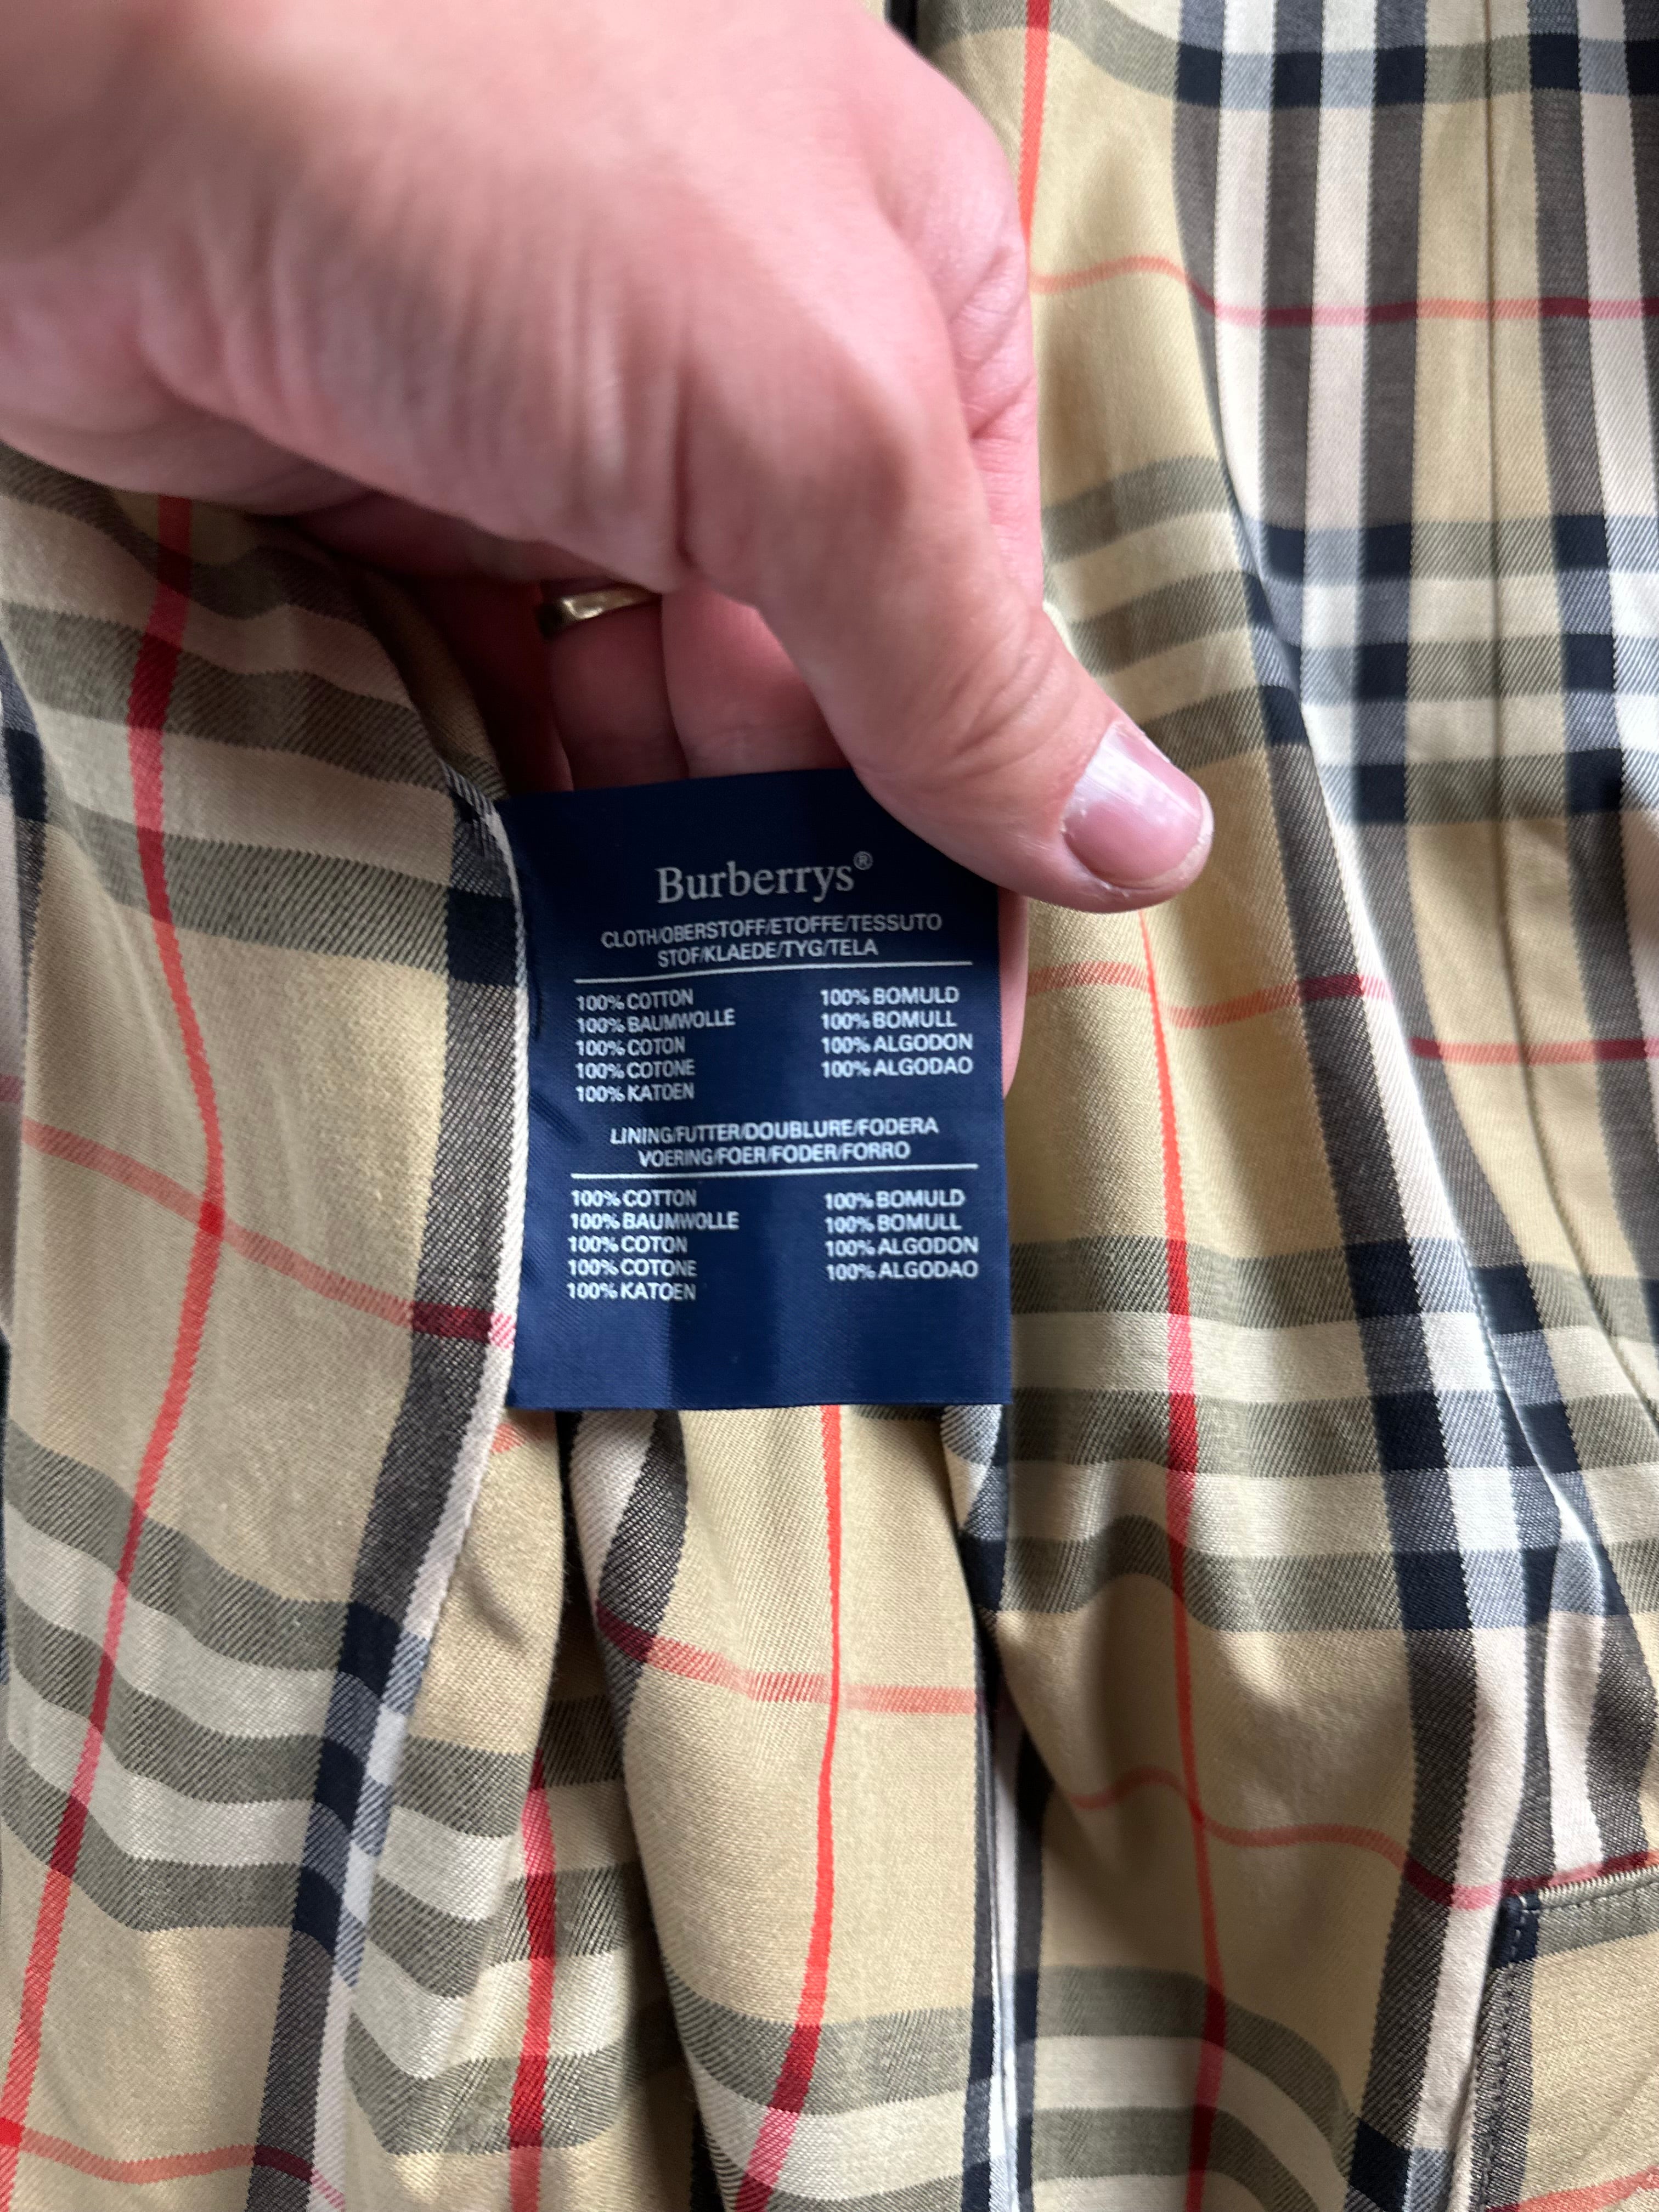 Burberrys®
CLOTH/OBERSTOFF/ETOFFE/TESSUTO
STOF/KLAEDE/TYG/TELA
100% COTTON
100% BAUMWOLLE
100% COTON
100% COTONE
100% KATOEN
100% BOMULD
100% BOMULL
100% ALGODON
100% ALGODAO
LINING/FUTTER/DOUBLURE/FODERA
VOERING/FOER/FODER/FORRO
100% COTTON
100% BAUMWOLLE
100% COTON
100% COTONE
100% KATOEN
100% BOMULD
100% BOMULL
100% ALGODON
100% ALGODAO